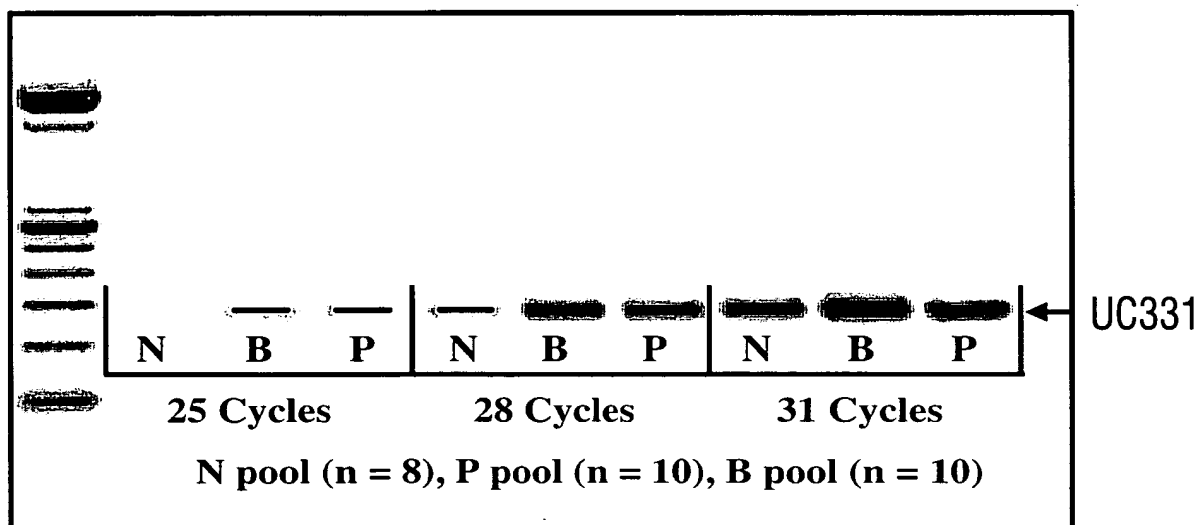 UC331
N B P N B P N B P
25 Cycles 28 Cycles 31 Cycles
N pool (n = 8), P pool (n = 10), B pool (n = 10)